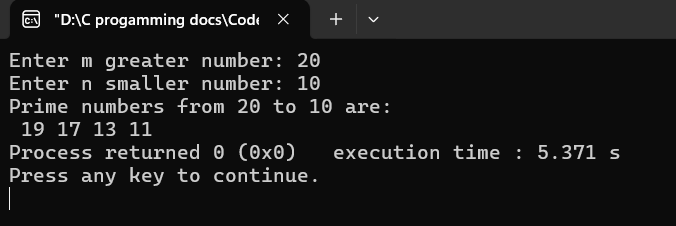 "D:\C progamming docs\Code
Enter m greater number: 20
Enter n smaller number: 10
Prime numbers from 20 to 10 are:
 19 17 13 11
Process returned 0 (0x0)   execution time : 5.371 s
Press any key to continue.